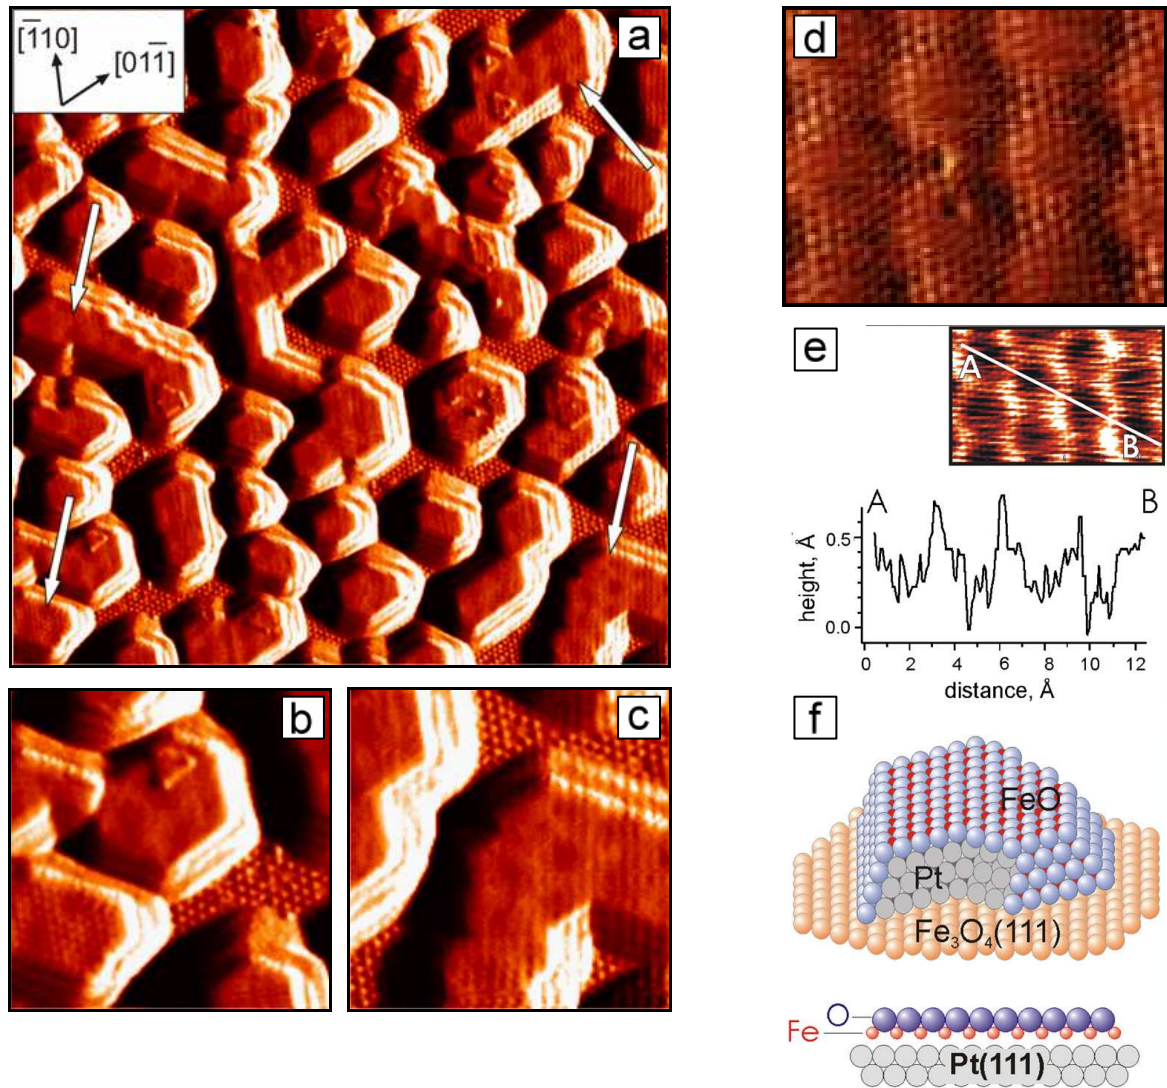 a
[1̅10]
[011̅]
b
c
d
e
A
B
A
B
height, Å
0.5
0.0
0 2 4 6 8 10 12
distance, Å
f
FeO
Pt
Fe₃O₄(111)
O
Fe
Pt(111)